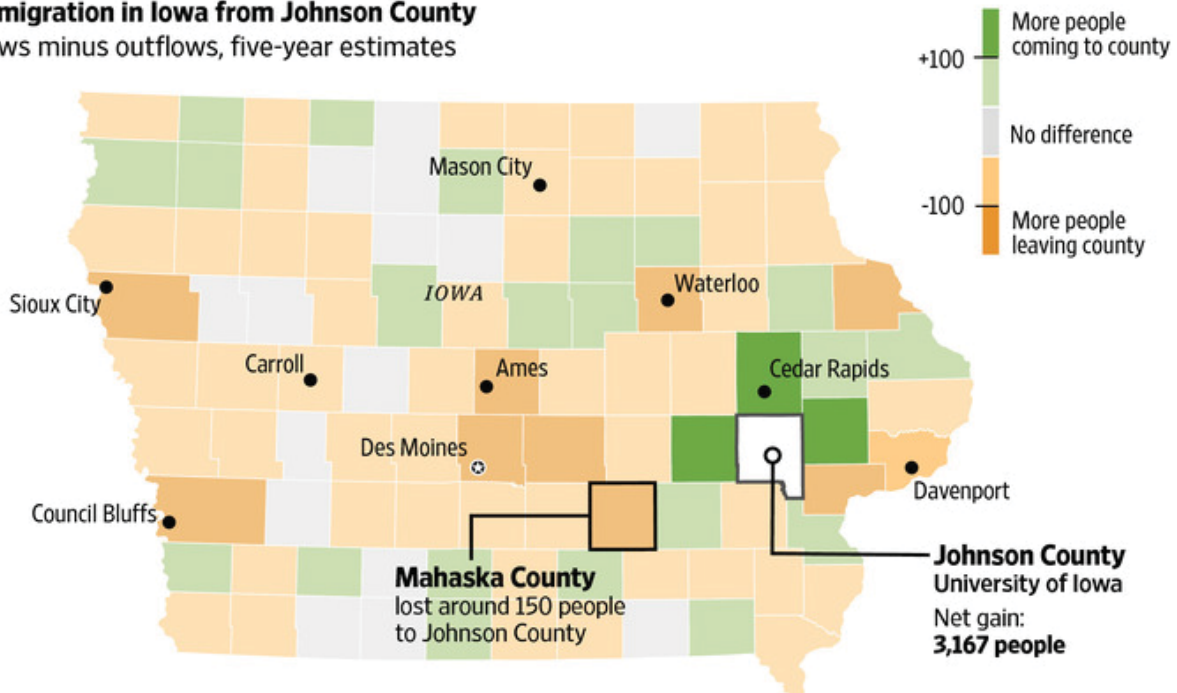 migration in Iowa from Johnson County
ws minus outflows, five-year estimates
More people
coming to county
+100
No difference
-100
More people
leaving county
Mason City
Sioux City
IOWA
Waterloo
Carroll
Ames
Cedar Rapids
Des Moines
Davenport
Council Bluffs
Mahaska County
lost around 150 people
to Johnson County
Johnson County
University of Iowa
Net gain:
3,167 people